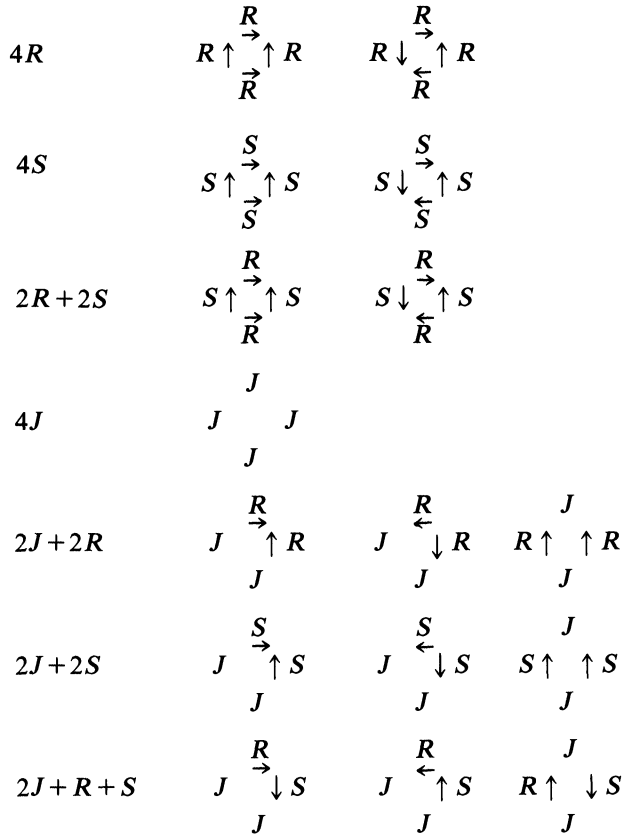 R R
4R R ↑ → → ↑ R R ↓ → ← ↑ R
R R
S S
4S S ↑ → → ↑ S S ↓ → ← ↑ S
S S
R R
2R + 2S S ↑ → → ↑ S S ↓ → ← ↑ S
R R
J
4J J J
J
R R J
2J + 2R J → ↑ R J ← ↓ R R ↑ ↑ R
J J J
S S J
2J + 2S J → ↑ S J ← ↓ S S ↑ ↑ S
J J J
R R J
2J + R + S J → ↓ S J ← ↑ S R ↑ ↓ S
J J J